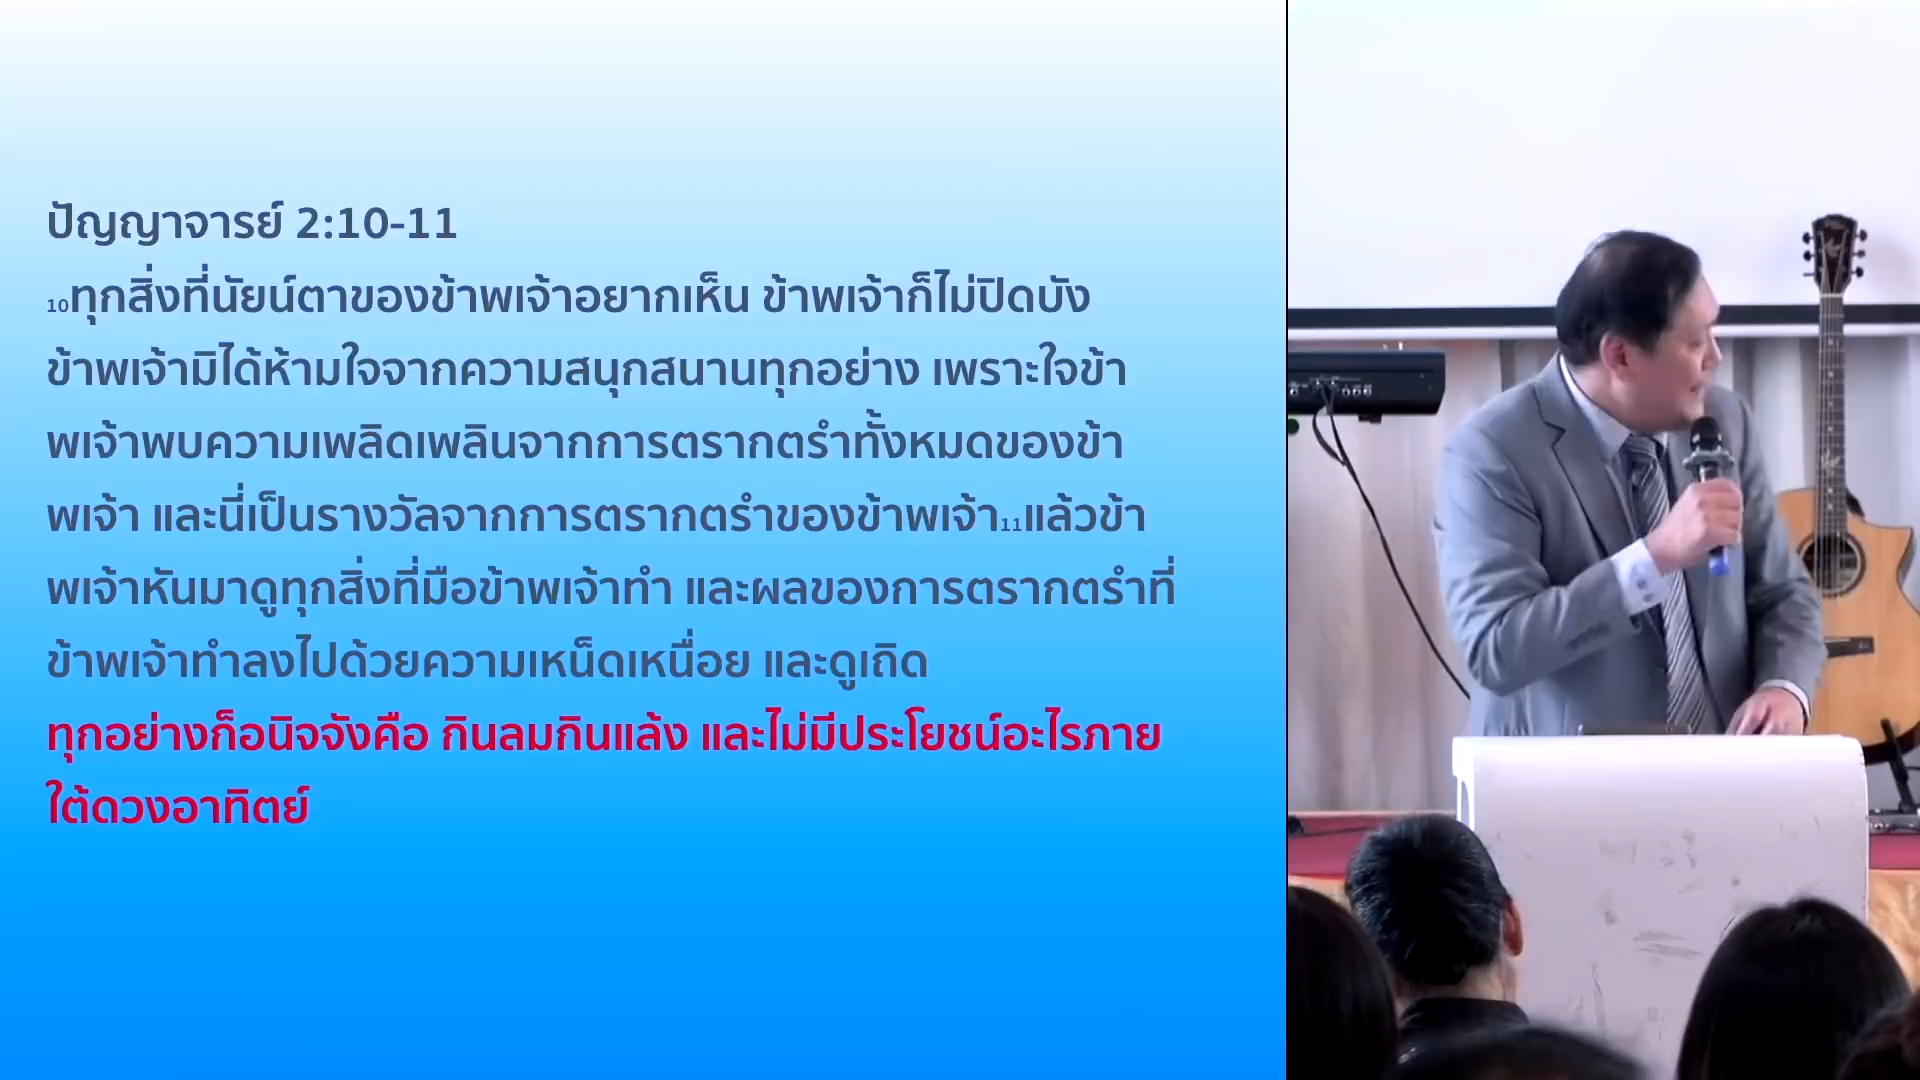 ปัญญาจารย์ 2:10-11
10ทุกสิ่งที่นัยน์ตาของข้าพเจ้าอยากเห็น ข้าพเจ้าก็ไม่ปิดบัง
ข้าพเจ้ามิได้ห้ามใจจากความสนุกสนานทุกอย่าง เพราะใจข้า
พเจ้าพบความเพลิดเพลินจากการตรากตรำทั้งหมดของข้า
พเจ้า และนี่เป็นรางวัลจากการตรากตรำของข้าพเจ้า11แล้วข้า
พเจ้าหันมาดูทุกสิ่งที่มือข้าพเจ้าทำ และผลของการตรากตรำที่
ข้าพเจ้าทำลงไปด้วยความเหน็ดเหนื่อย และดูเถิด
ทุกอย่างก็อนิจจังคือ กินลมกินแล้ง และไม่มีประโยชน์อะไรภาย
ใต้ดวงอาทิตย์